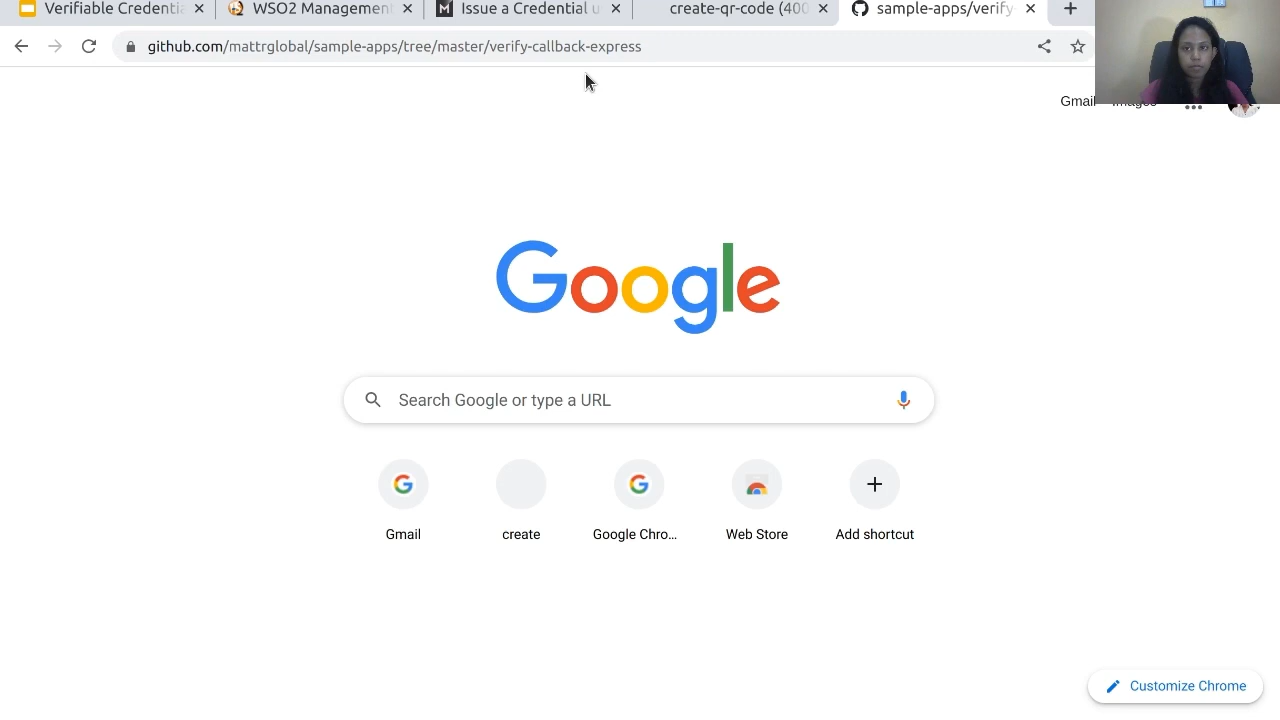 Verifiable Credentia
WSO2 Managemen
Issue a Credential u
create-qr-code (400
sample-apps/verify-
github.com/mattrglobal/sample-apps/tree/master/verify-callback-express
Gmail Images
Google
Search Google or type a URL
Gmail
create
Google Chro...
Web Store
Add shortcut
Customize Chrome